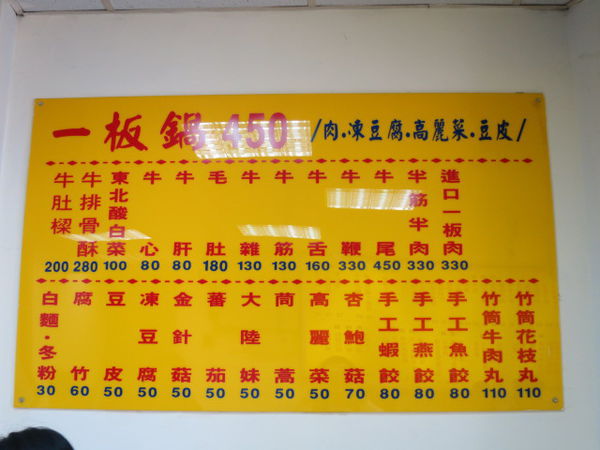 一板鍋 450 /肉.凍豆腐.高麗菜.豆皮/
牛肚樑 200
牛排骨酥 280
東北酸白菜 100
牛心 80
牛肝 80
毛肚 180
牛雜 130
牛筋 130
牛舌 160
牛鞭 330
牛尾 450
半筋半肉 330
進口一板肉 330
白麵·冬粉 30
腐竹 60
豆皮 50
凍豆腐 50
金針菇 50
蕃茄 50
大陸妹 50
茼蒿 50
高麗菜 50
杏鮑菇 70
手工蝦餃 80
手工燕餃 80
手工魚餃 80
竹筒牛肉丸 110
竹筒花枝丸 110